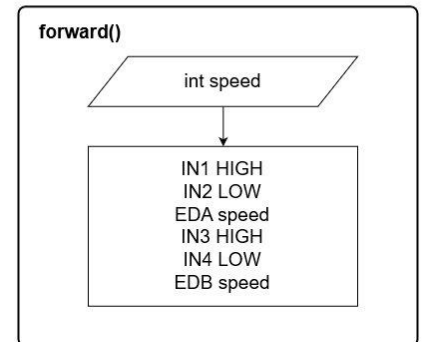 forward()
int speed
IN1 HIGH
IN2 LOW
EDA speed
IN3 HIGH
IN4 LOW
EDB speed